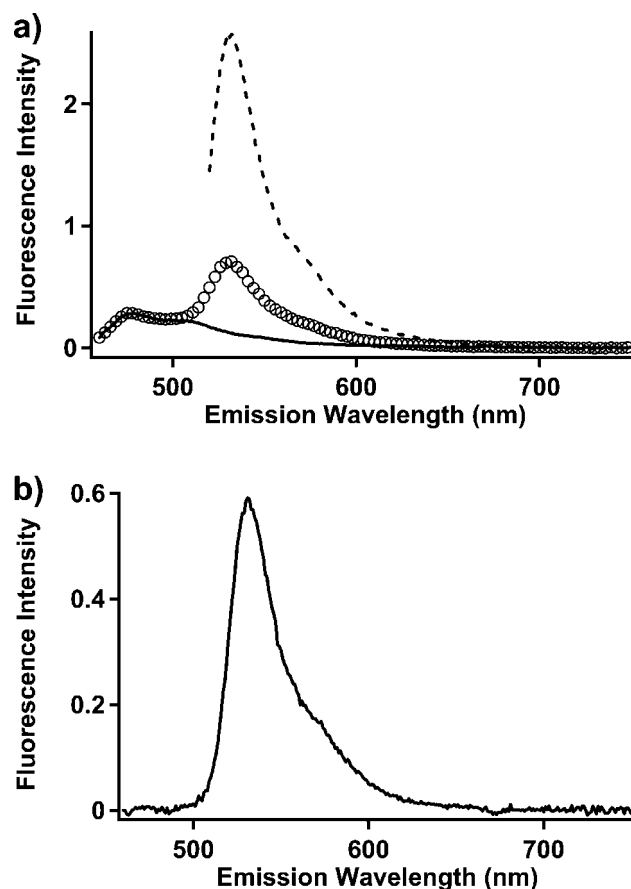 a)
Fluorescence Intensity
2
1
0
500 600 700
Emission Wavelength (nm)
b)
Fluorescence Intensity
0.6
0.4
0.2
0
500 600 700
Emission Wavelength (nm)